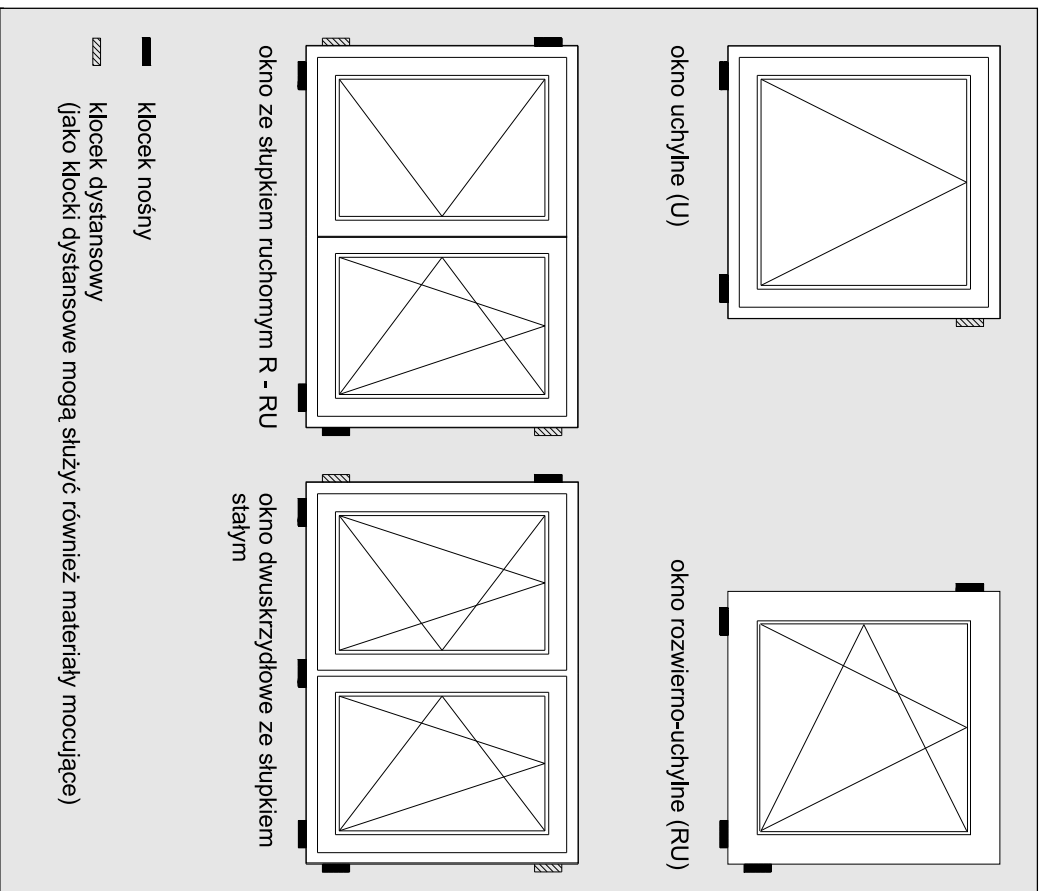 okno uchylne (U)
okno rozwierno-uchylne (RU)
okno ze słupkiem ruchomym R - RU
okno dwuskrzydłowe ze słupkiem
stałym
klocek nośny
klocek dystansowy
(jako klocki dystansowe mogą służyć również materiały mocujące)